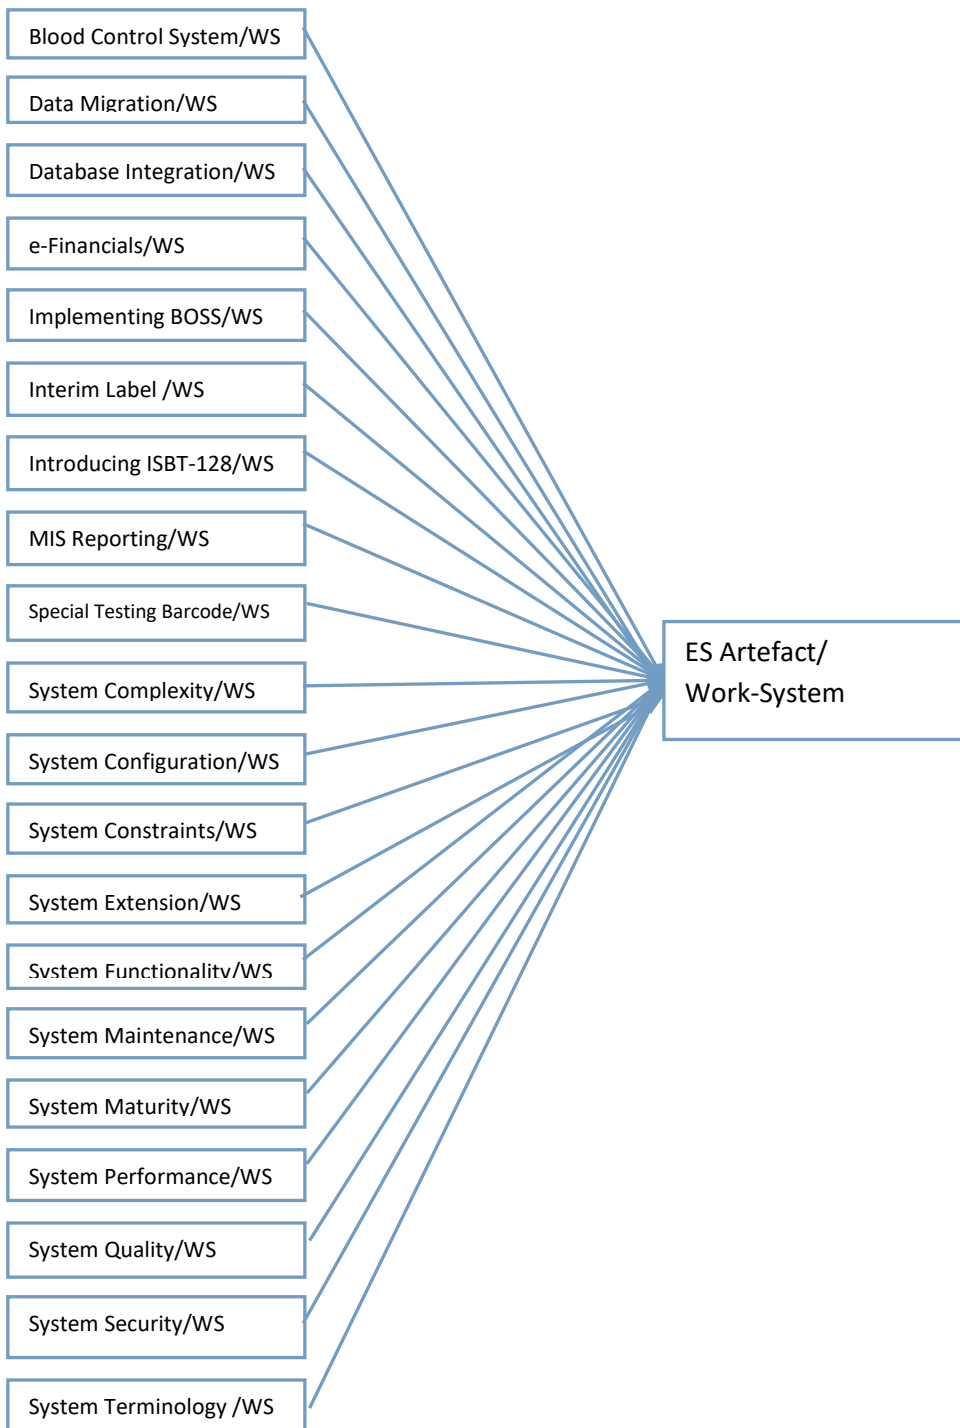 Blood Control System/WS
Data Migration/WS
Database Integration/WS
e-Financials/WS
Implementing BOSS/WS
Interim Label /WS
Introducing ISBT-128/WS
MIS Reporting/WS
Special Testing Barcode/WS
System Complexity/WS
System Configuration/WS
System Constraints/WS
System Extension/WS
System Functionality/WS
System Maintenance/WS
System Maturity/WS
System Performance/WS
System Quality/WS
System Security/WS
System Terminology /WS
ES Artefact/
Work-System